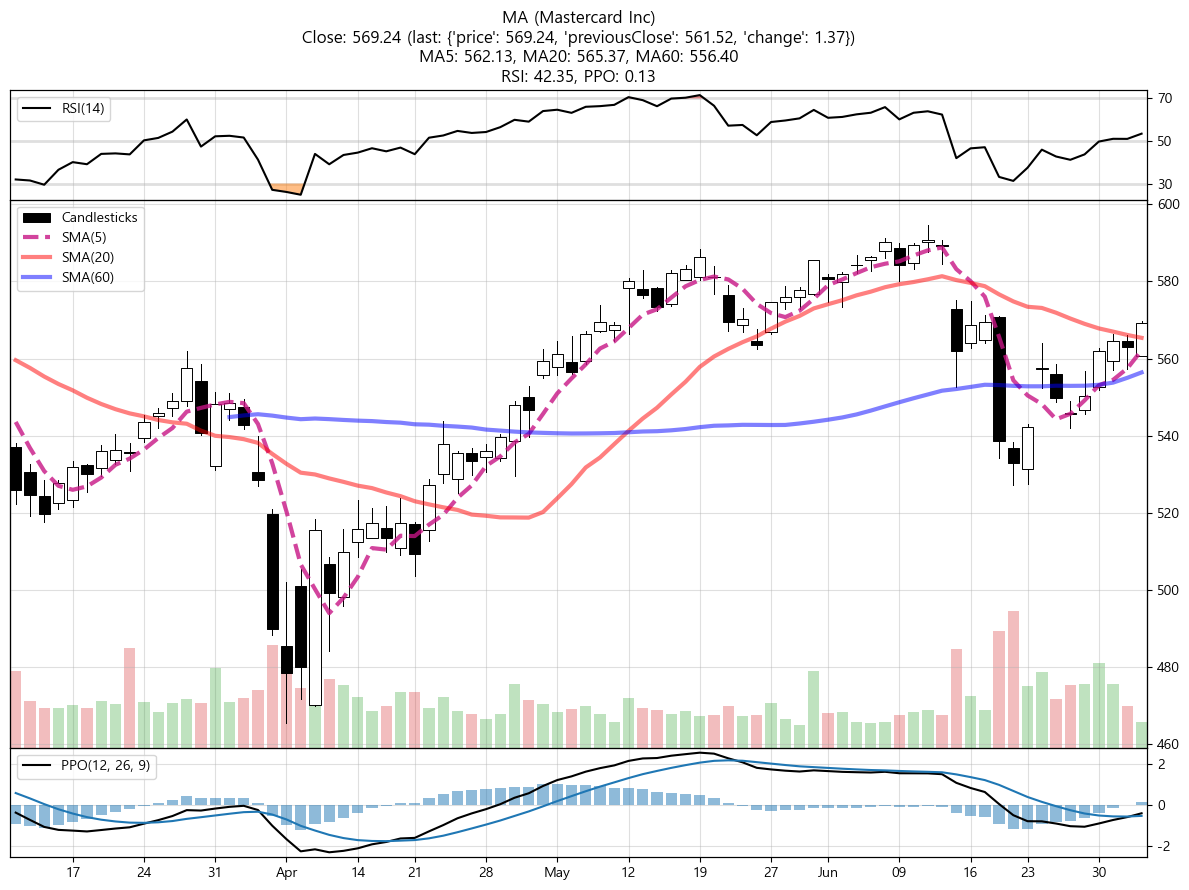 MA (Mastercard Inc)
Close: 569.24 (last: {'price': 569.24, 'previousClose': 561.52, 'change': 1.37})
MA5: 562.13, MA20: 565.37, MA60: 556.40
RSI: 42.35, PPO: 0.13
RSI(14)
70
50
30
Candlesticks
SMA(5)
SMA(20)
SMA(60)
600
580
560
540
520
500
480
460
PPO(12, 26, 9)
2
0
-2
17 24 31 Apr 14 21 28 May 12 19 27 Jun 09 16 23 30